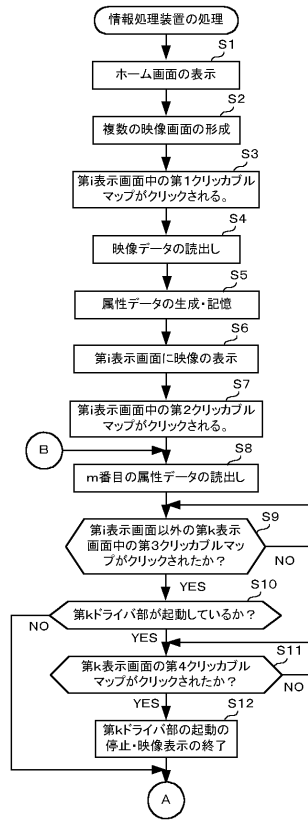 情報処理装置の処理
S1
ホーム画面の表示
S2
複数の映像画面の形成
S3
第i表示画面中の第1クリッカブル
マップがクリックされる。
S4
映像データの読出し
S5
属性データの生成・記憶
S6
第i表示画面に映像の表示
S7
第i表示画面中の第2クリッカブル
マップがクリックされる。
B
S8
m番目の属性データの読出し
S9
第i表示画面以外の第k表示
画面中の第3クリッカブルマッ
プがクリックされたか？
NO
YES
S10
第kドライバ部が起動しているか？
NO
YES
S11
第k表示画面の第4クリッカブル
マップがクリックされたか？
NO
YES
S12
第kドライバ部の起動の
停止・映像表示の終了
A